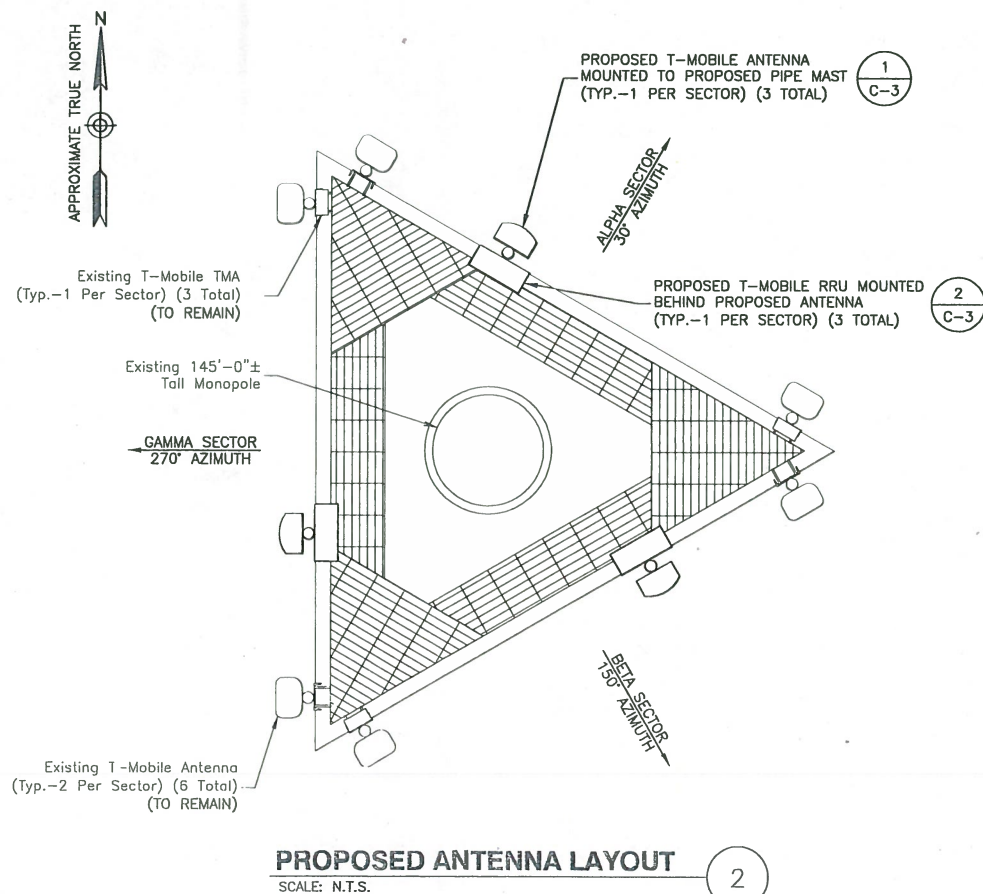 N
APPROXIMATE TRUE NORTH
PROPOSED T-MOBILE ANTENNA
MOUNTED TO PROPOSED PIPE MAST
(TYP.-1 PER SECTOR) (3 TOTAL)
1
C-3
ALPHA SECTOR
30° AZIMUTH
Existing T-Mobile TMA
(Typ.-1 Per Sector) (3 Total)
(TO REMAIN)
PROPOSED T-MOBILE RRU MOUNTED
BEHIND PROPOSED ANTENNA
(TYP.-1 PER SECTOR) (3 TOTAL)
2
C-3
Existing 145'-0"±
Tall Monopole
GAMMA SECTOR
270° AZIMUTH
BETA SECTOR
150° AZIMUTH
Existing T-Mobile Antenna
(Typ.-2 Per Sector) (6 Total)
(TO REMAIN)
PROPOSED ANTENNA LAYOUT
SCALE: N.T.S.
2